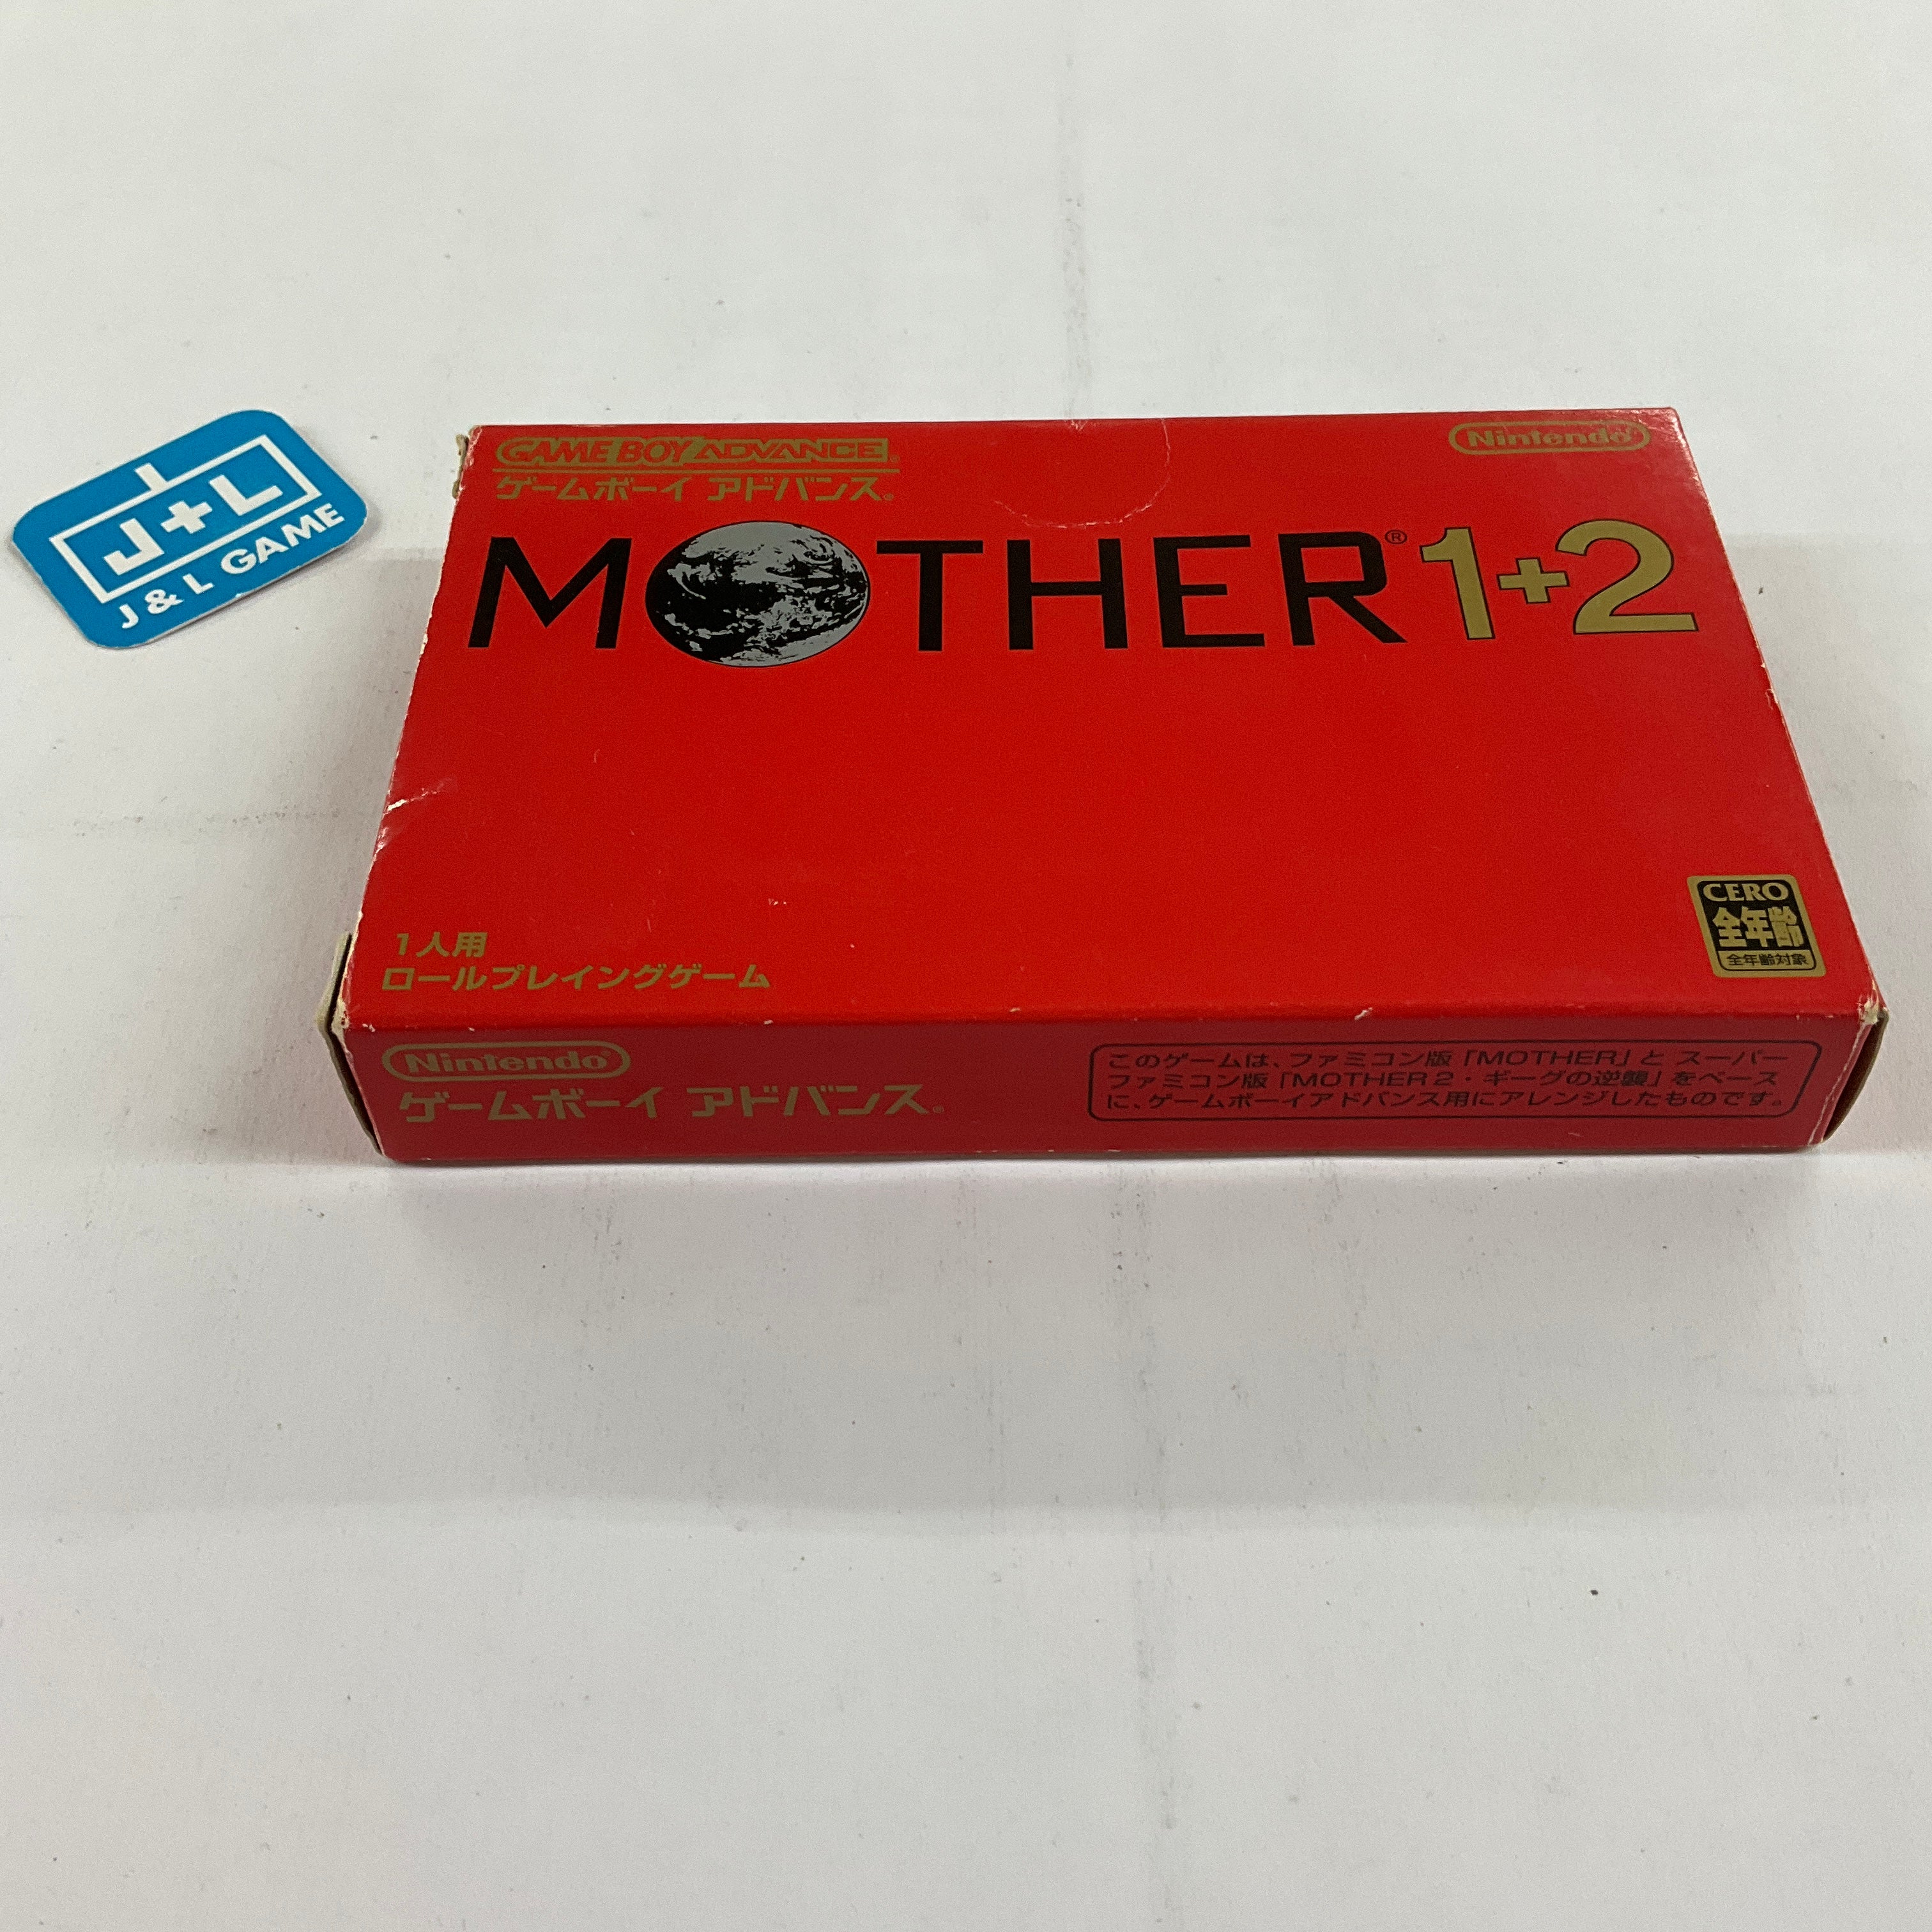 J+L
J & L GAME
GAME BOY ADVANCE
ゲームボーイ アドバンス®
Nintendo®
MOTHER® 1+2
CERO
全年齢
全年齢対象
1人用
ロールプレイングゲーム
Nintendo®
ゲームボーイ アドバンス®
このゲームは、ファミコン版「MOTHER」と スーパー
ファミコン版「MOTHER2・ギーグの逆襲」をベース
に、ゲームボーイアドバンス用にアレンジしたものです。